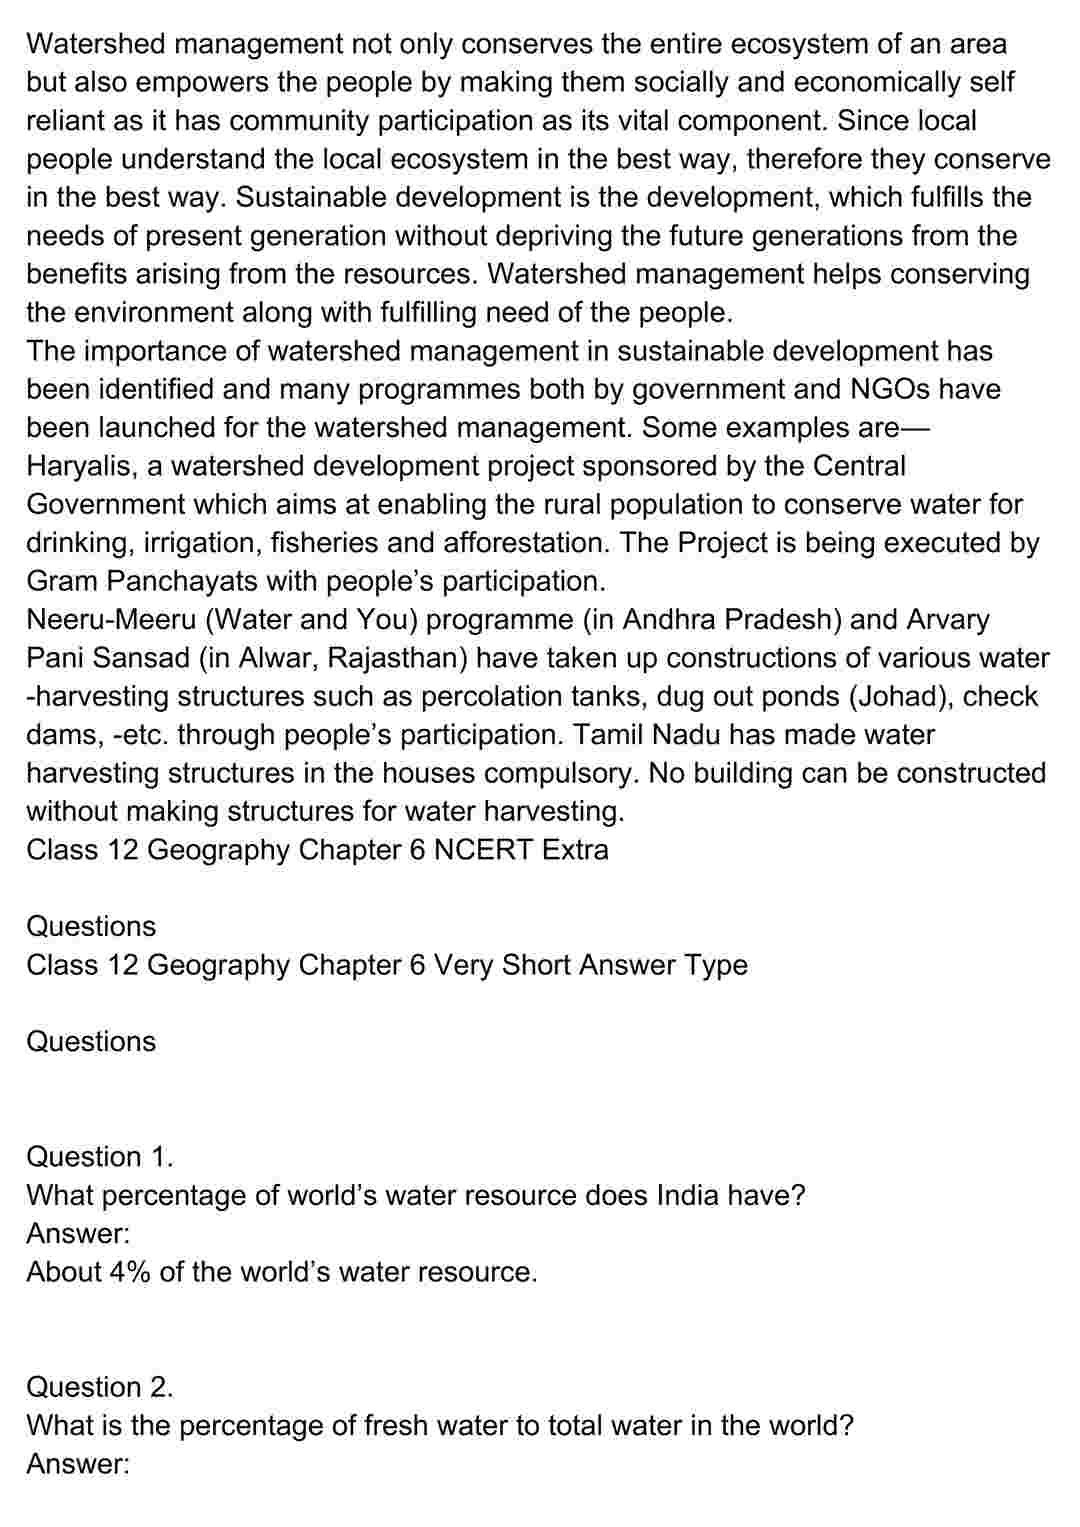 Watershed management not only conserves the entire ecosystem of an area
but also empowers the people by making them socially and economically self
reliant as it has community participation as its vital component. Since local
people understand the local ecosystem in the best way, therefore they conserve
in the best way. Sustainable development is the development, which fulfills the
needs of present generation without depriving the future generations from the
benefits arising from the resources. Watershed management helps conserving
the environment along with fulfilling need of the people.
The importance of watershed management in sustainable development has
been identified and many programmes both by government and NGOs have
been launched for the watershed management. Some examples are—
Haryalis, a watershed development project sponsored by the Central
Government which aims at enabling the rural population to conserve water for
drinking, irrigation, fisheries and afforestation. The Project is being executed by
Gram Panchayats with people’s participation.
Neeru-Meeru (Water and You) programme (in Andhra Pradesh) and Arvary
Pani Sansad (in Alwar, Rajasthan) have taken up constructions of various water
-harvesting structures such as percolation tanks, dug out ponds (Johad), check
dams, -etc. through people’s participation. Tamil Nadu has made water
harvesting structures in the houses compulsory. No building can be constructed
without making structures for water harvesting.
Class 12 Geography Chapter 6 NCERT Extra
Questions
Class 12 Geography Chapter 6 Very Short Answer Type
Questions
Question 1.
What percentage of world’s water resource does India have?
Answer:
About 4% of the world’s water resource.
Question 2.
What is the percentage of fresh water to total water in the world?
Answer: